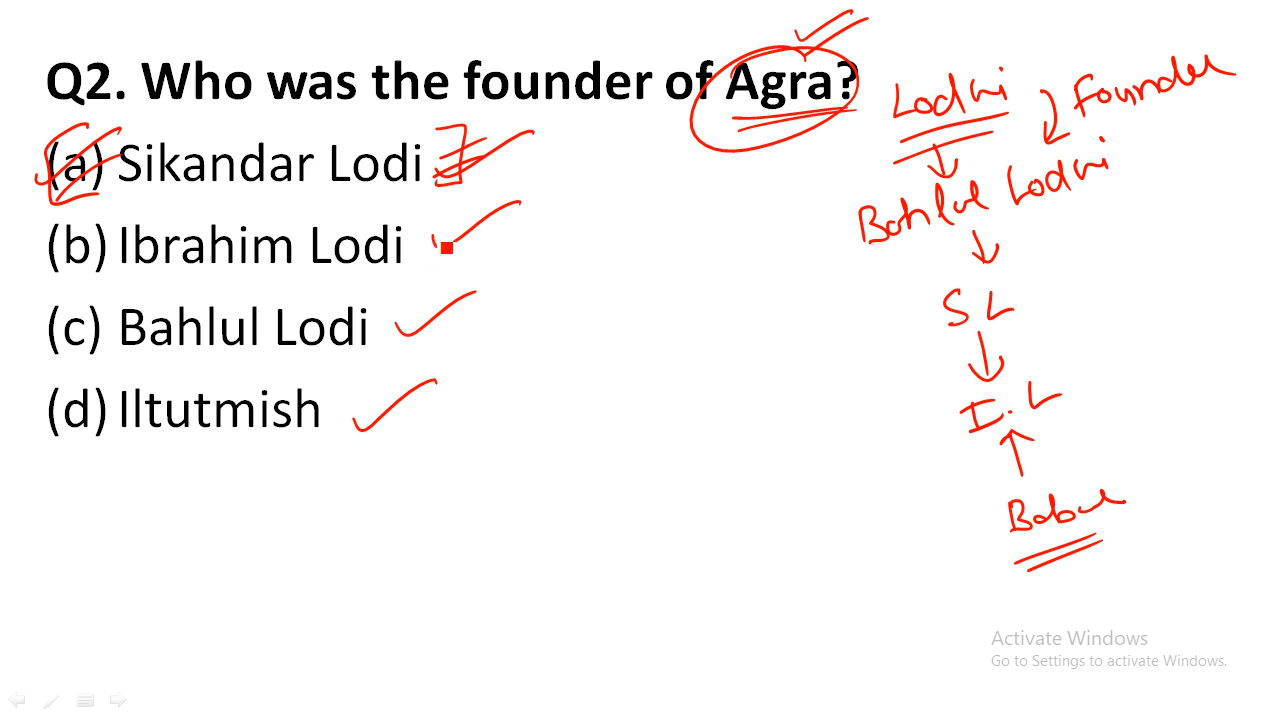 Q2. Who was the founder of Agra?
(a) Sikandar Lodi
(b) Ibrahim Lodi
(c) Bahlul Lodi
(d) Iltutmish
Lodhi
Founder
Bahlul Lodhi
S L
I. L
Babur
Activate Windows
Go to Settings to activate Windows.